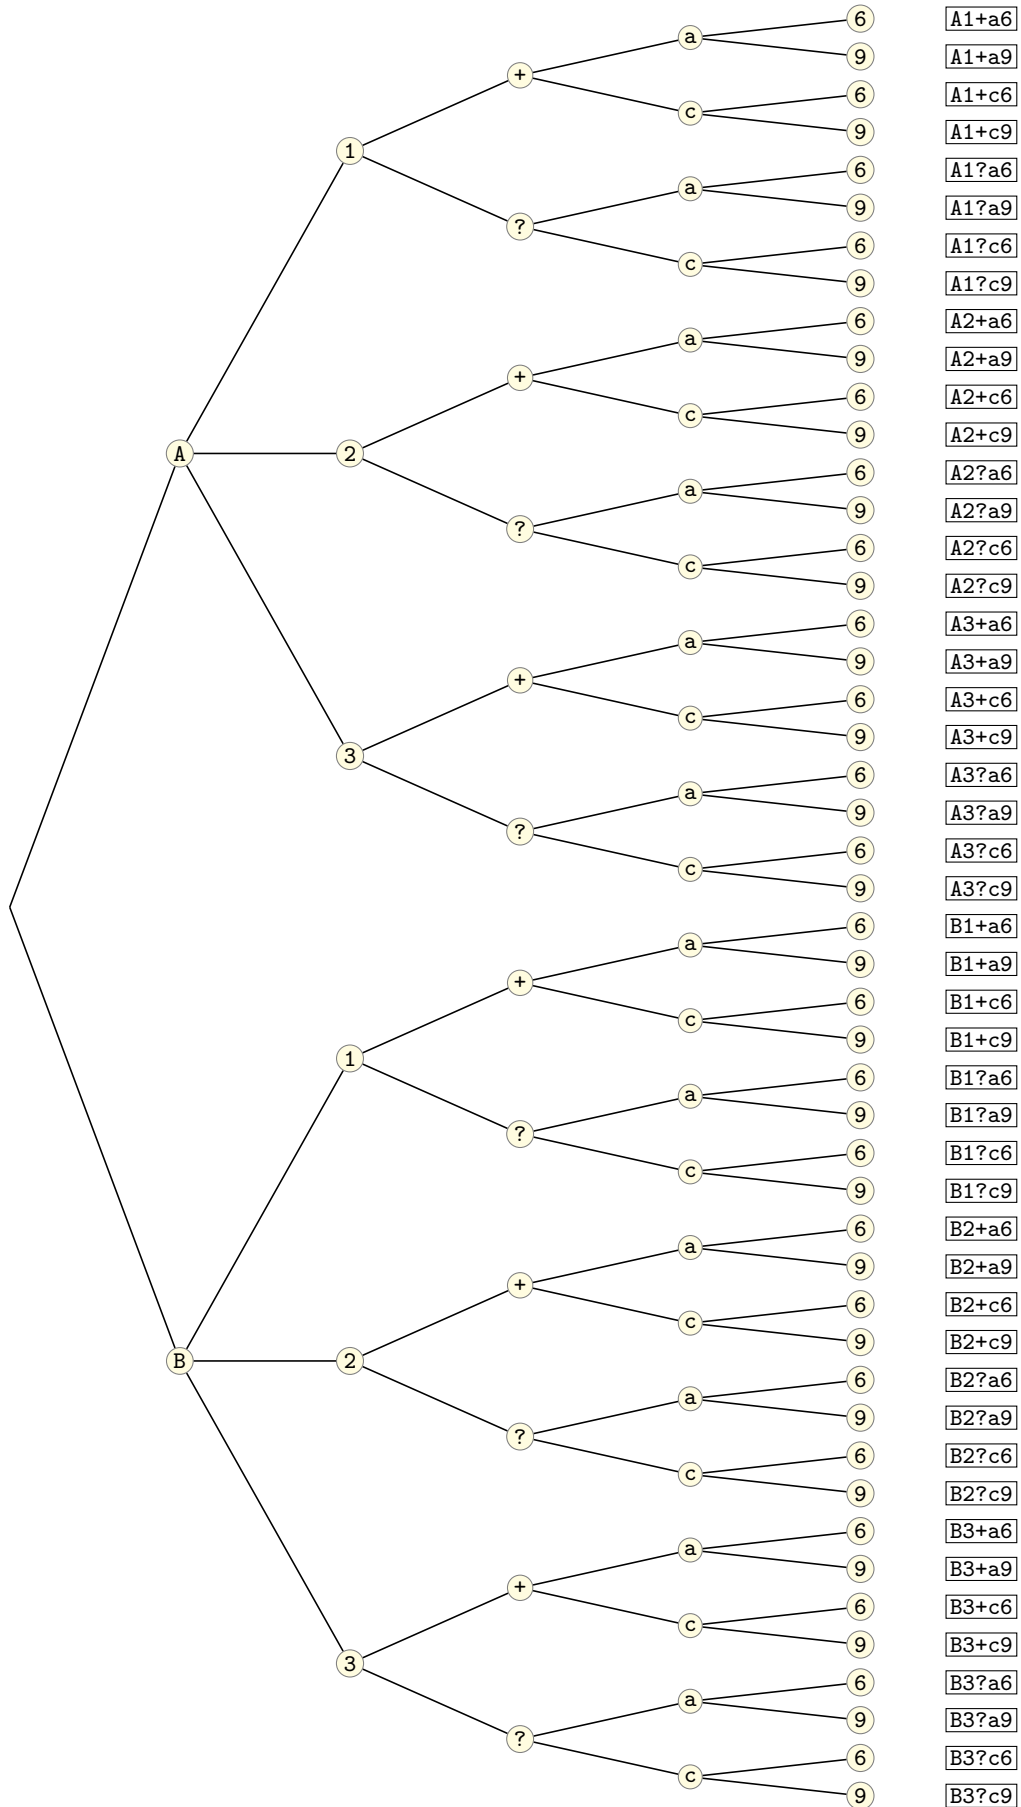 6 A1+a6
a
9 A1+a9
+
6 A1+c6
c
9 A1+c9
1
6 A1?a6
a
9 A1?a9
?
6 A1?c6
c
9 A1?c9
6 A2+a6
a
9 A2+a9
+
6 A2+c6
c
9 A2+c9
A 2
6 A2?a6
a
9 A2?a9
?
6 A2?c6
c
9 A2?c9
6 A3+a6
a
9 A3+a9
+
6 A3+c6
c
9 A3+c9
3
6 A3?a6
a
9 A3?a9
?
6 A3?c6
c
9 A3?c9
6 B1+a6
a
9 B1+a9
+
6 B1+c6
c
9 B1+c9
1
6 B1?a6
a
9 B1?a9
?
6 B1?c6
c
9 B1?c9
6 B2+a6
a
9 B2+a9
+
6 B2+c6
c
9 B2+c9
B 2
6 B2?a6
a
9 B2?a9
?
6 B2?c6
c
9 B2?c9
6 B3+a6
a
9 B3+a9
+
6 B3+c6
c
9 B3+c9
3
6 B3?a6
a
9 B3?a9
?
6 B3?c6
c
9 B3?c9